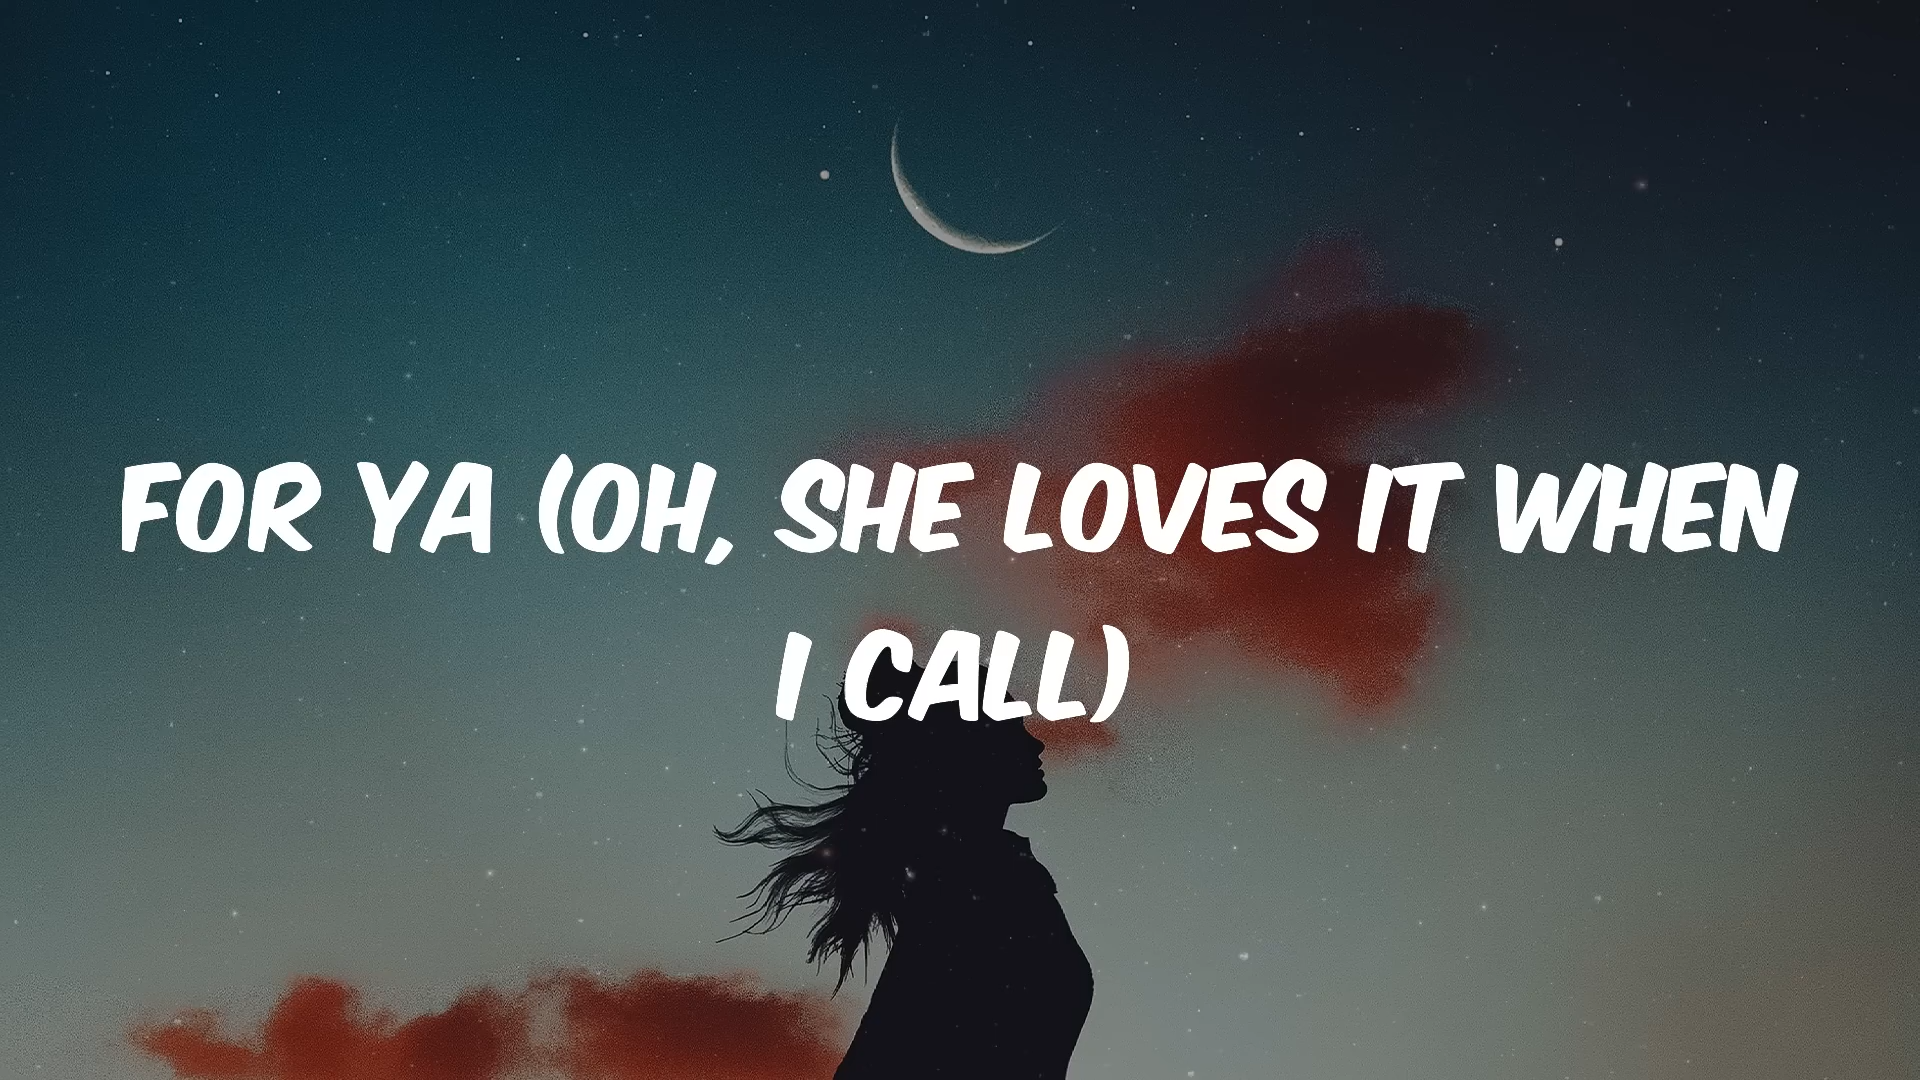 FOR YA (OH, SHE LOVES IT WHEN
I CALL)